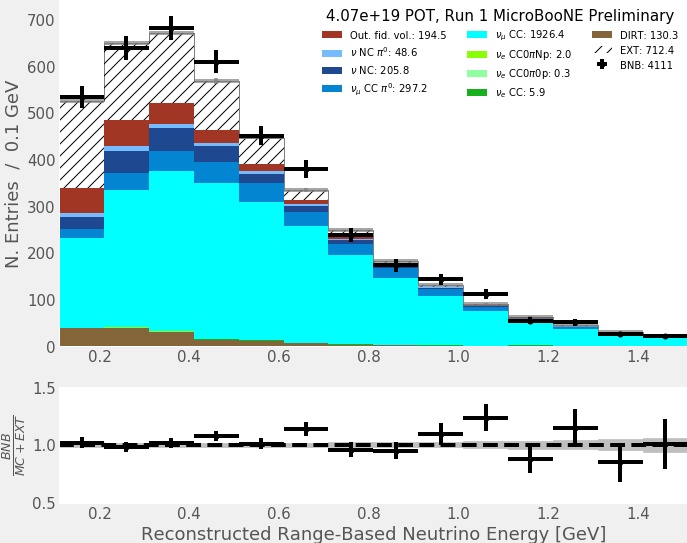 4.07e+19 POT, Run 1 MicroBooNE Preliminary
Out. fid. vol.: 194.5
ν NC π⁰: 48.6
ν NC: 205.8
ν_μ CC π⁰: 297.2
ν_μ CC: 1926.4
ν_e CC0πNp: 2.0
ν_e CC0π0p: 0.3
ν_e CC: 5.9
DIRT: 130.3
EXT: 712.4
BNB: 4111
N. Entries / 0.1 GeV
700
600
500
400
300
200
100
0
0.2 0.4 0.6 0.8 1.0 1.2 1.4
BNB
MC + EXT
1.5
1.0
0.5
0.2 0.4 0.6 0.8 1.0 1.2 1.4
Reconstructed Range-Based Neutrino Energy [GeV]